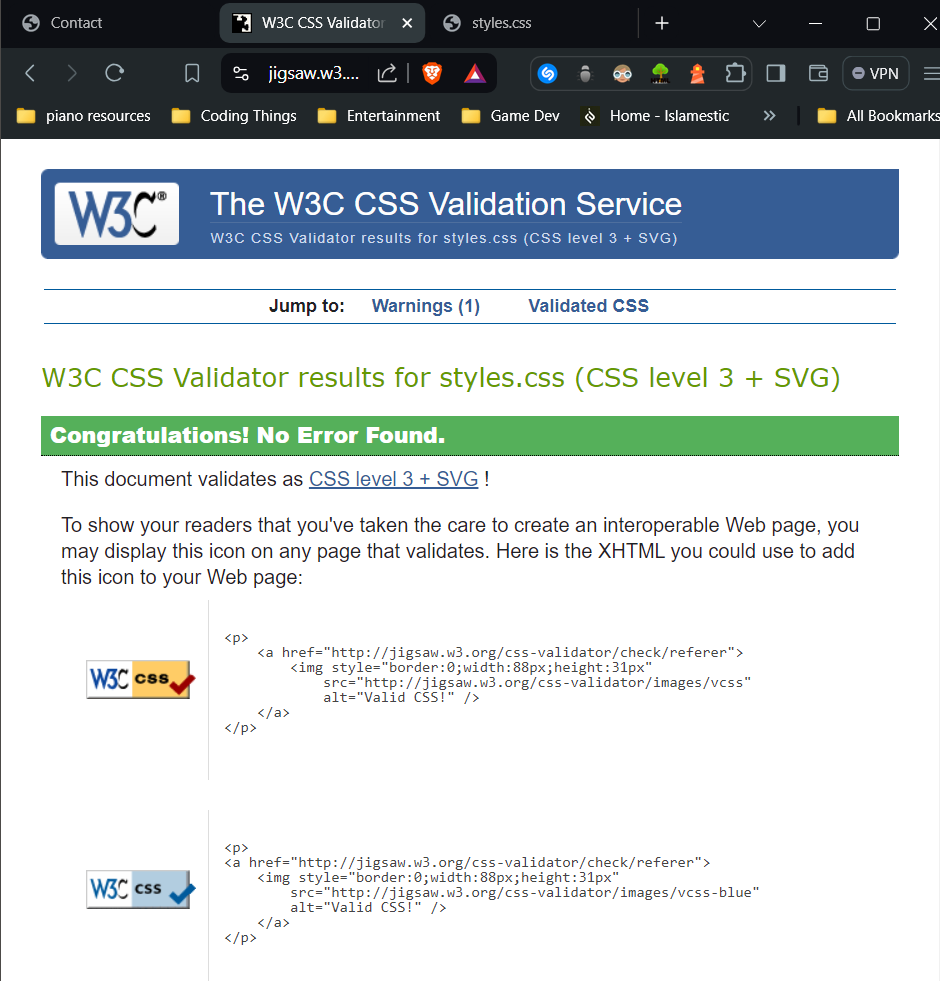 Contact
W3C CSS Validator
styles.css
jigsaw.w3....
VPN
piano resources
Coding Things
Entertainment
Game Dev
Home - Islamestic
All Bookmarks
W3C®
The W3C CSS Validation Service
W3C CSS Validator results for styles.css (CSS level 3 + SVG)
Jump to: Warnings (1) Validated CSS
W3C CSS Validator results for styles.css (CSS level 3 + SVG)
Congratulations! No Error Found.
This document validates as CSS level 3 + SVG !
To show your readers that you've taken the care to create an interoperable Web page, you
may display this icon on any page that validates. Here is the XHTML you could use to add
this icon to your Web page:
W3C css
<p>
    <a href="http://jigsaw.w3.org/css-validator/check/referer">
        <img style="border:0;width:88px;height:31px"
            src="http://jigsaw.w3.org/css-validator/images/vcss"
            alt="Valid CSS!" />
    </a>
</p>
W3C css
<p>
<a href="http://jigsaw.w3.org/css-validator/check/referer">
    <img style="border:0;width:88px;height:31px"
        src="http://jigsaw.w3.org/css-validator/images/vcss-blue"
        alt="Valid CSS!" />
    </a>
</p>